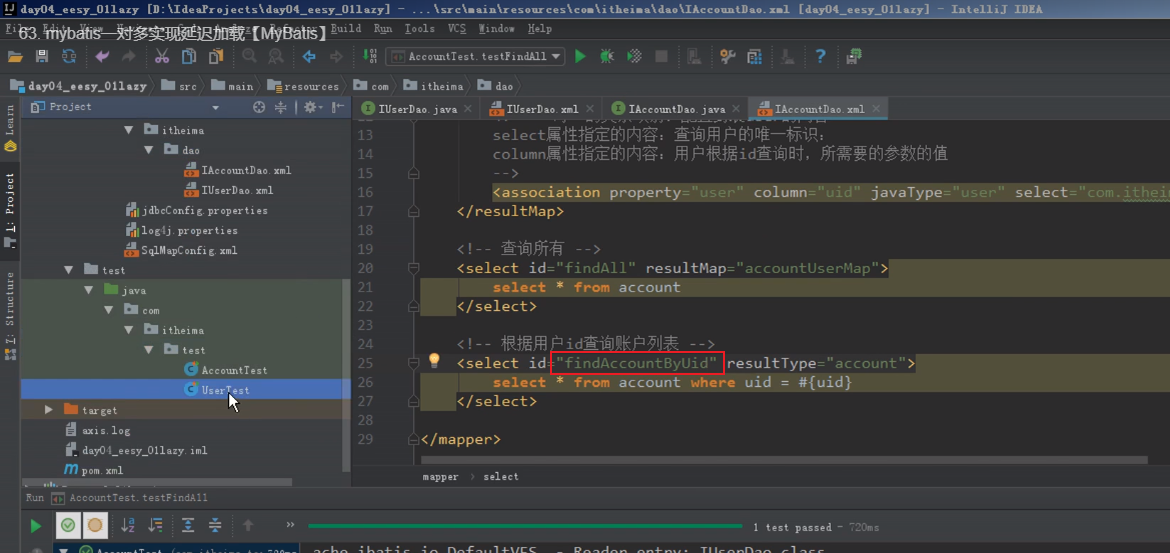 day04_eesy_01lazy [D:\IdeaProjects\day04_eesy_01lazy] - ...\src\main\resources\com\itheima\dao\IAccountDao.xml [day04_eesy_01lazy] - IntelliJ IDEA
63. mybatis一对多实现延迟加载【MyBatis】
Build Run Tools VCS Window Help
AccountTest.testFindAll
day04_eesy_01lazy src main resources com itheima dao
Project
IUserDao.java IUserDao.xml IAccountDao.java IAccountDao.xml
Learn
1: Project
Z: Structure
itheima
dao
IAccountDao.xml
IUserDao.xml
jdbcConfig.properties
log4j.properties
SqlMapConfig.xml
test
java
com
itheima
test
AccountTest
UserTest
target
axis.log
day04_eesy_01lazy.iml
pom.xml
13 select属性指定的内容：查询用户的唯一标识：
14 column属性指定的内容：用户根据id查询时，所需要的参数的值
15 -->
16 <association property="user" column="uid" javaType="user" select="com.itheim
17 </resultMap>
18
19 <!-- 查询所有 -->
20 <select id="findAll" resultMap="accountUserMap">
21 select * from account
22 </select>
23
24 <!-- 根据用户id查询账户列表 -->
25 <select id="findAccountByUid" resultType="account">
26 select * from account where uid = #{uid}
27 </select>
28
29 </mapper>
mapper select
Run AccountTest.testFindAll
1 test passed - 720ms
AccountTest
ache.ibatis.io.DefaultVFS - Reader entry: IUserDao.class